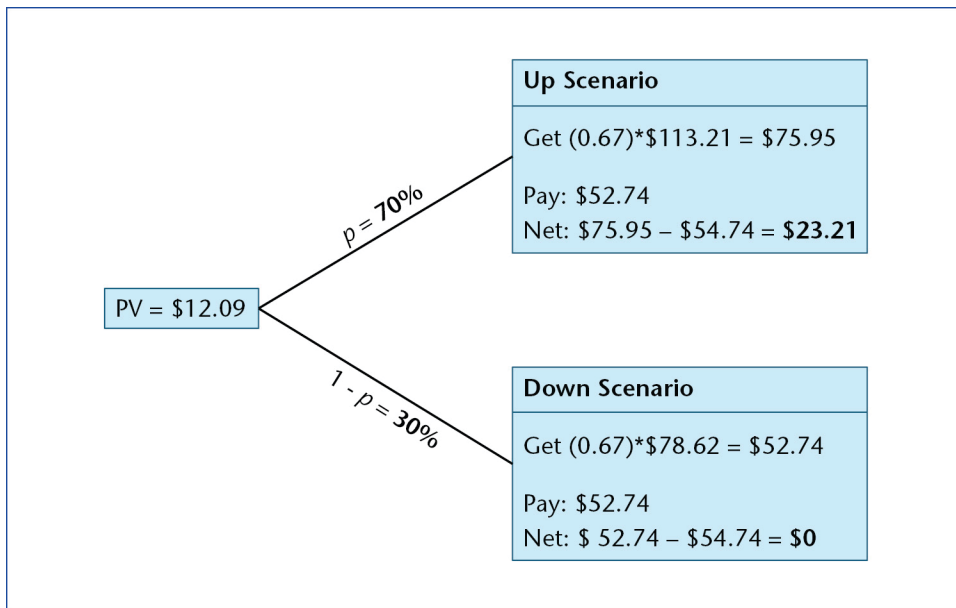 Up Scenario
Get (0.67)*$113.21 = $75.95
Pay: $52.74
Net: $75.95 – $54.74 = $23.21
p = 70%
PV = $12.09
1 - p = 30%
Down Scenario
Get (0.67)*$78.62 = $52.74
Pay: $52.74
Net: $ 52.74 – $54.74 = $0